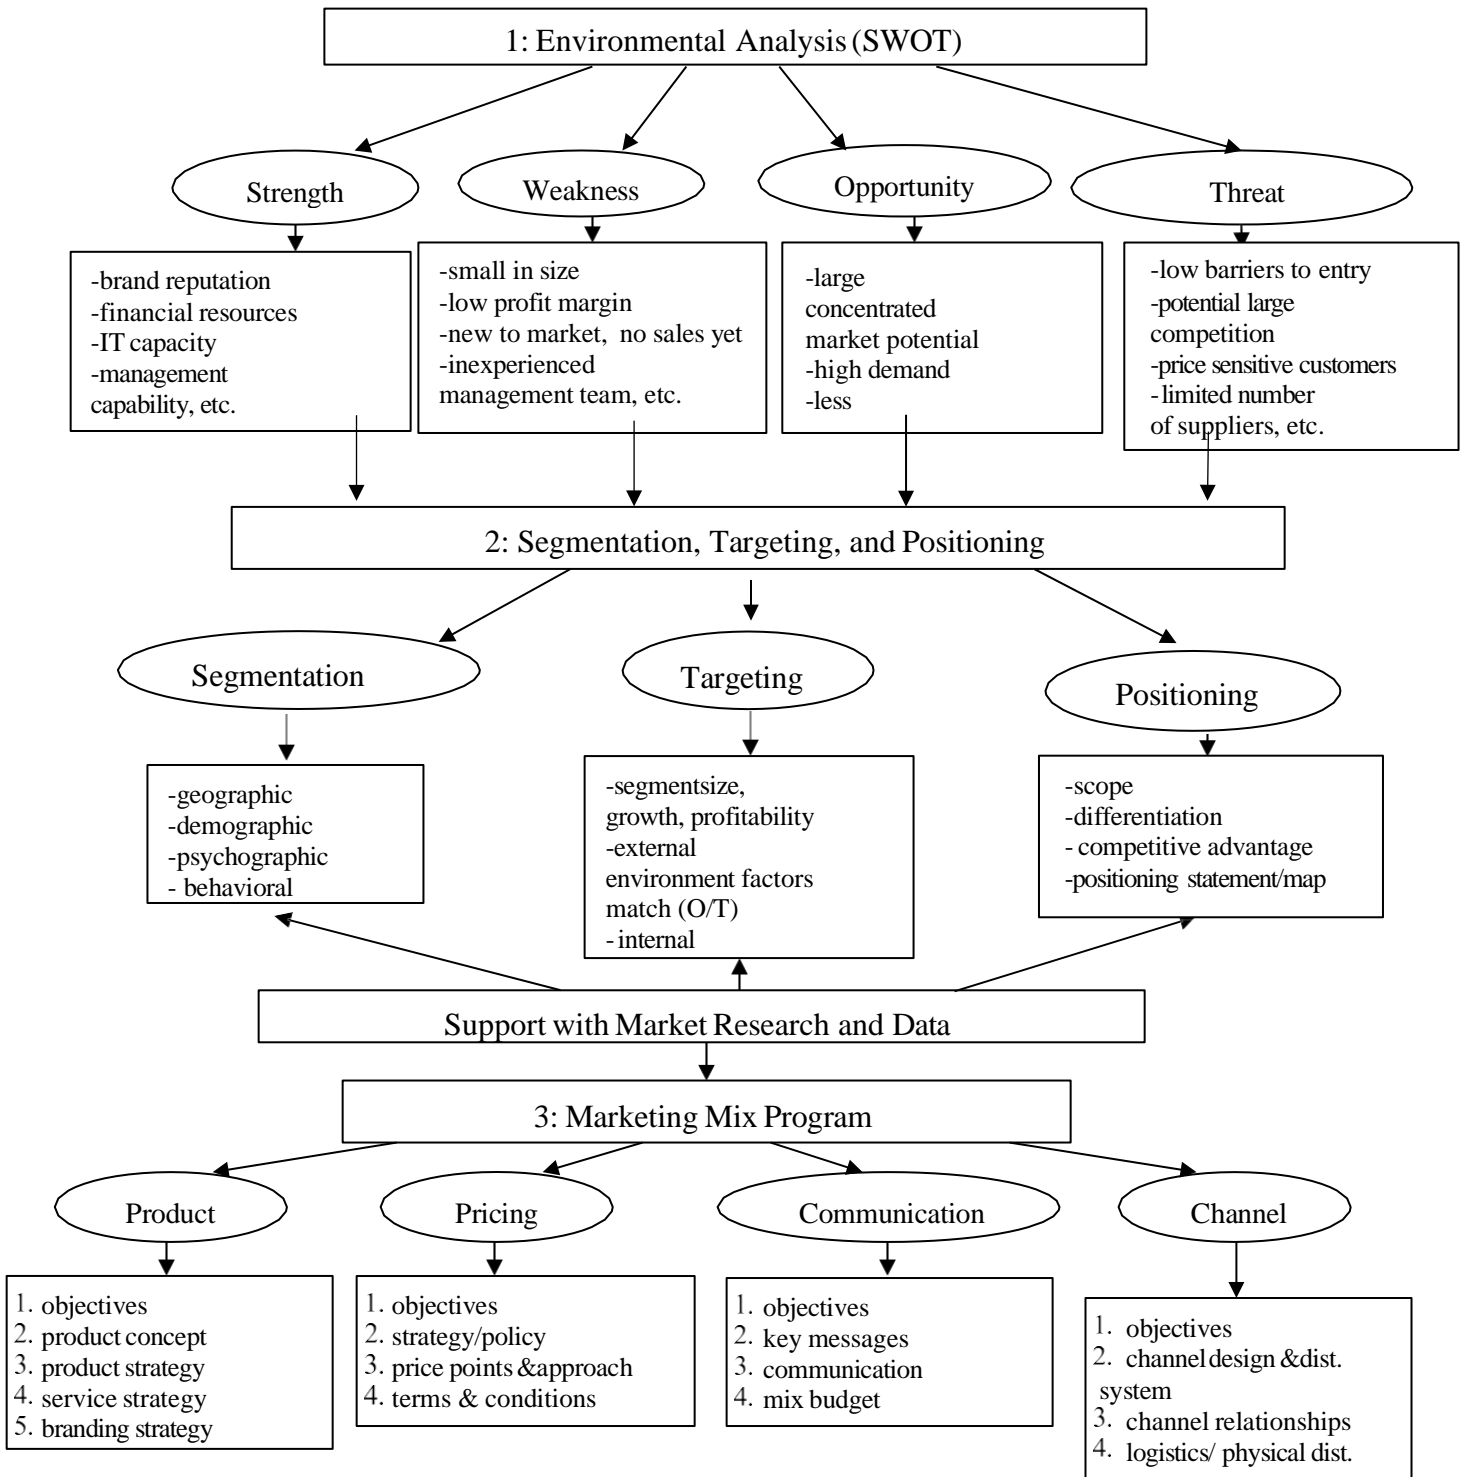 1: Environmental Analysis (SWOT)
Strength
Weakness
Opportunity
Threat
-brand reputation
-financial resources
-IT capacity
-management
capability, etc.
-small in size
-low profit margin
-new to market, no sales yet
-inexperienced
management team, etc.
-large
concentrated
market potential
-high demand
-less
-low barriers to entry
-potential large
competition
-price sensitive customers
-limited number
of suppliers, etc.
2: Segmentation, Targeting, and Positioning
Segmentation
Targeting
Positioning
-geographic
-demographic
-psychographic
- behavioral
-segmentsize,
growth, profitability
-external
environment factors
match (O/T)
-internal
-scope
-differentiation
- competitive advantage
-positioning statement/map
Support with Market Research and Data
3: Marketing Mix Program
Product
Pricing
Communication
Channel
1. objectives
2. product concept
3. product strategy
4. service strategy
5. branding strategy
1. objectives
2. strategy/policy
3. price points &approach
4. terms & conditions
1. objectives
2. key messages
3. communication
4. mix budget
1. objectives
2. channel design &dist.
system
3. channel relationships
4. logistics/ physical dist.